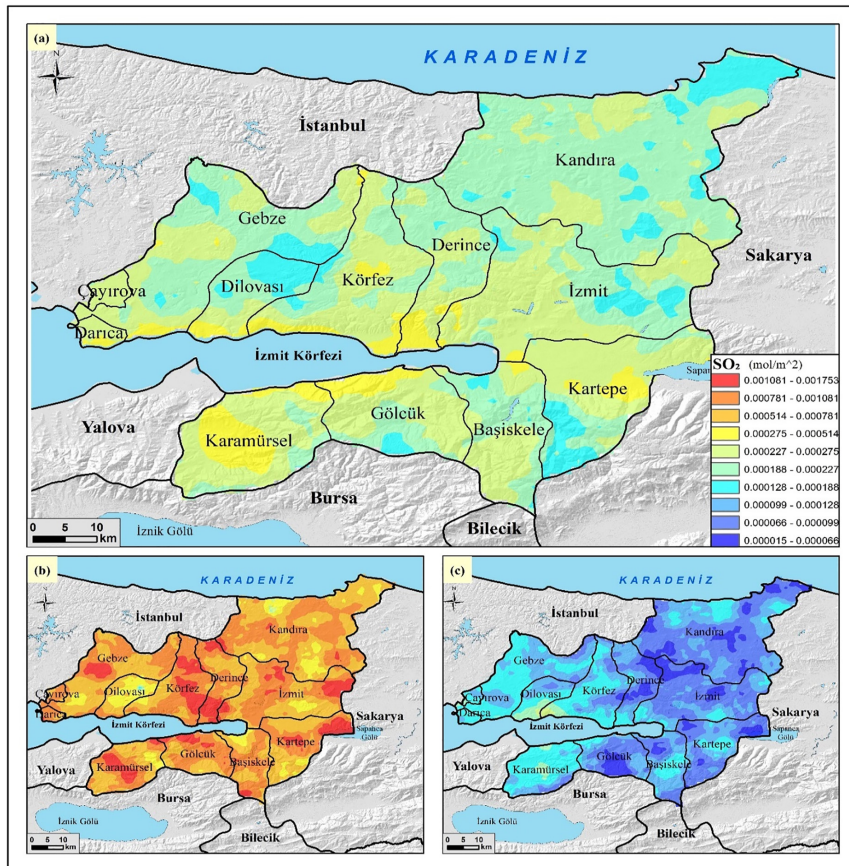 (a)
N
KARADENİZ
İstanbul
Kandıra
Gebze
Derince
Sakarya
Dilovası
Körfez
İzmit
Çayırova
Darıca
İzmit Körfezi
Sapanca
Kartepe
Yalova
Gölcük
Karamürsel
Başiskele
Bursa
Bilecik
İznik Gölü
0 5 10
km
SO₂ (mol/m^2)
0.001081 - 0.001753
0.000781 - 0.001081
0.000514 - 0.000781
0.000275 - 0.000514
0.000227 - 0.000275
0.000188 - 0.000227
0.000128 - 0.000188
0.000099 - 0.000128
0.000066 - 0.000099
0.000015 - 0.000066
(b)
N
KARADENİZ
İstanbul
Kandıra
Gebze
Derince
Dilovası
Körfez
İzmit
Çayırova
Darıca
İzmit Körfezi
Sakarya
Sapanca
Gölü
Kartepe
Yalova
Gölcük
Karamürsel
Başiskele
Bursa
İznik Gölü
Bilecik
0 5 10
km
(c)
N
KARADENİZ
İstanbul
Kandıra
Gebze
Derince
Dilovası
Körfez
İzmit
Çayırova
Darıca
İzmit Körfezi
Sakarya
Sapanca
Gölü
Kartepe
Yalova
Gölcük
Karamürsel
Başiskele
Bursa
İznik Gölü
Bilecik
0 5 10
km